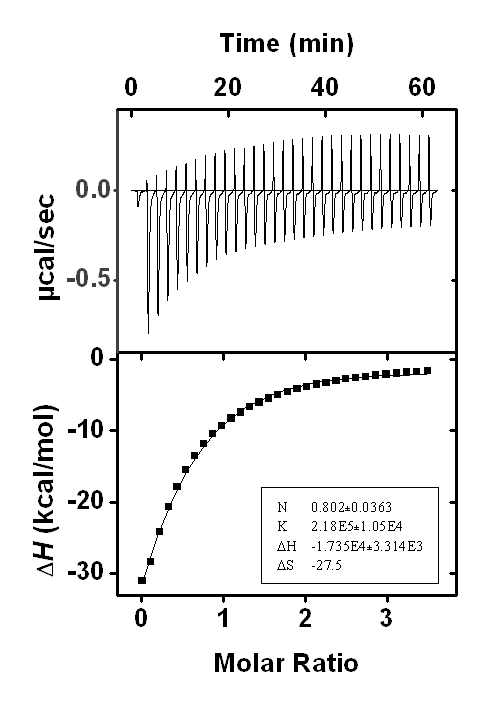 Time (min)
0 20 40 60
0.0
-0.5
µcal/sec
0
-10
-20
-30
ΔH (kcal/mol)
N 0.802±0.0363
K 2.18E5±1.05E4
ΔH -1.735E4±3.314E3
ΔS -27.5
0 1 2 3
Molar Ratio